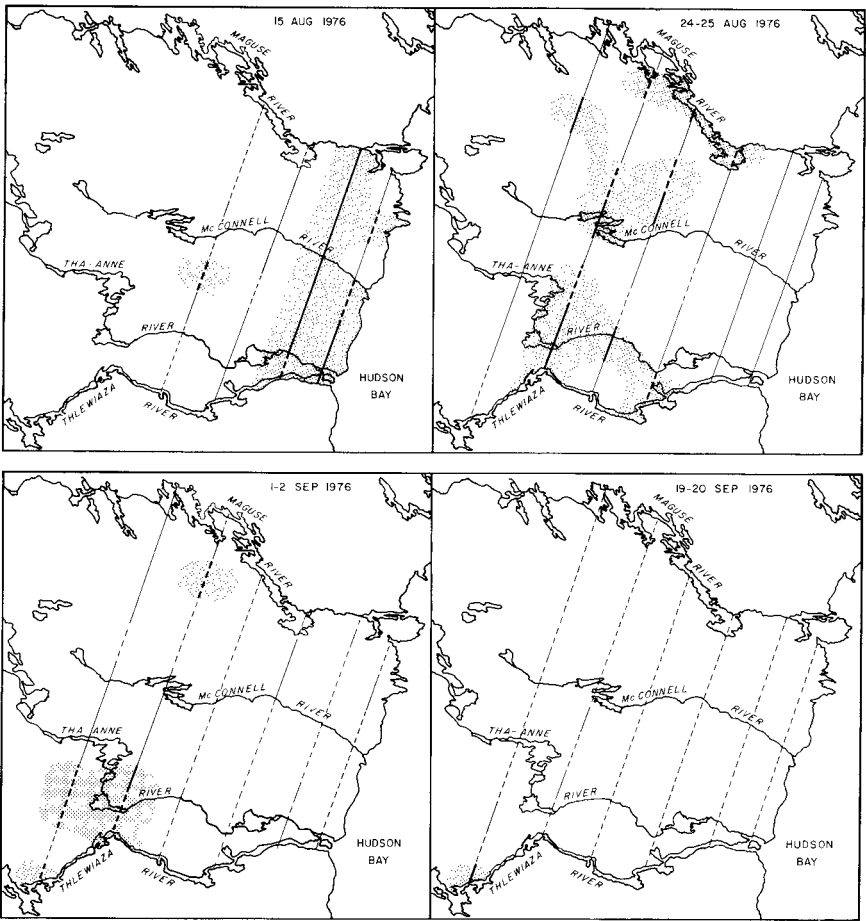 15 AUG 1976
MAGUSE
RIVER
McCONNELL
RIVER
THA-ANNE
RIVER
THLEWIAZA
RIVER
HUDSON
BAY
24-25 AUG 1976
MAGUSE
RIVER
McCONNELL
RIVER
THA-ANNE
RIVER
THLEWIAZA
RIVER
HUDSON
BAY
1-2 SEP 1976
MAGUSE
RIVER
McCONNELL
RIVER
THA-ANNE
RIVER
THLEWIAZA
RIVER
HUDSON
BAY
19-20 SEP 1976
MAGUSE
RIVER
McCONNELL
RIVER
THA-ANNE
RIVER
THLEWIAZA
RIVER
HUDSON
BAY